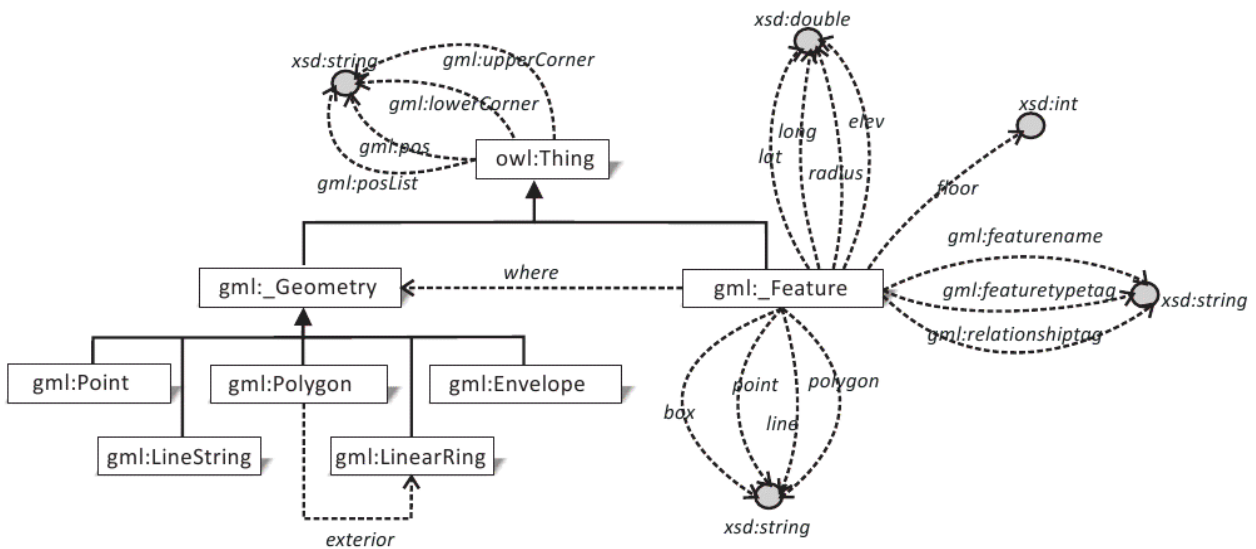 xsd:double
xsd:string
gml:upperCorner
gml:lowerCorner
xsd:int
long
elev
gml:pos
owl:Thing
lat
radius
gml:posList
floor
gml:featurename
where
gml:_Geometry
gml:_Feature
gml:featuretypetag
xsd:string
gml:relationshiptag
gml:Point
gml:Polygon
gml:Envelope
point
polygon
box
line
gml:LineString
gml:LinearRing
xsd:string
exterior